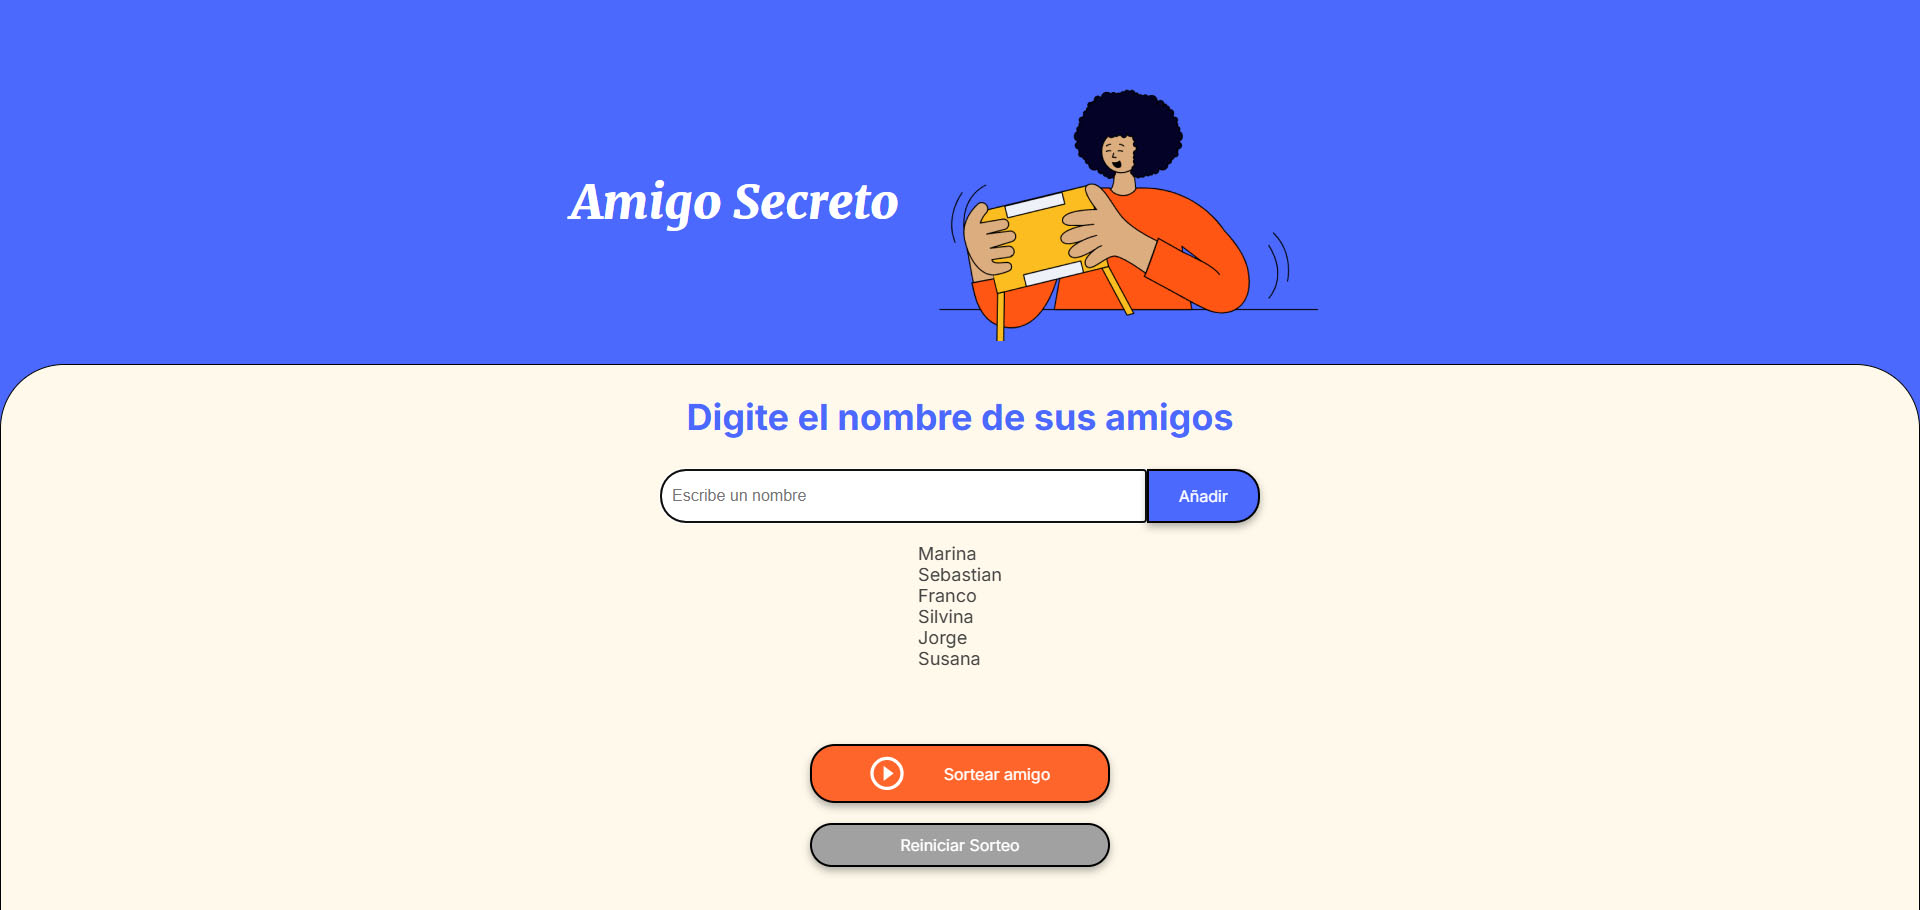 Amigo Secreto
Digite el nombre de sus amigos
Escribe un nombre
Añadir
Marina
Sebastian
Franco
Silvina
Jorge
Susana
Sortear amigo
Reiniciar Sorteo